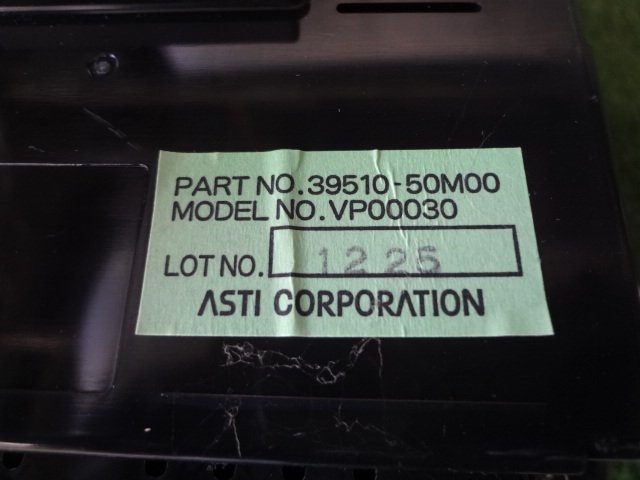 PART NO.39510-50M00
MODEL NO.VP00030
LOT NO. 1225
ASTI CORPORATION